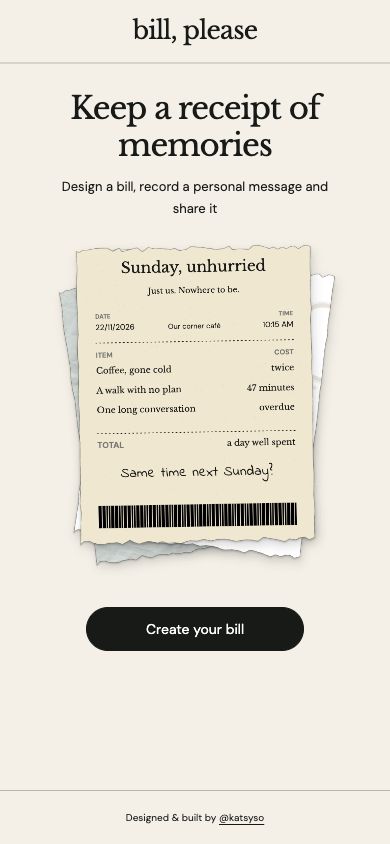 bill, please
Keep a receipt of
memories
Design a bill, record a personal message and
share it
Sunday, unhurried
Just us. Nowhere to be.
DATE TIME
22/11/2026 Our corner café 10:15 AM
ITEM COST
Coffee, gone cold twice
A walk with no plan 47 minutes
One long conversation overdue
TOTAL a day well spent
Same time next Sunday?
Create your bill
Designed & built by @katsyso